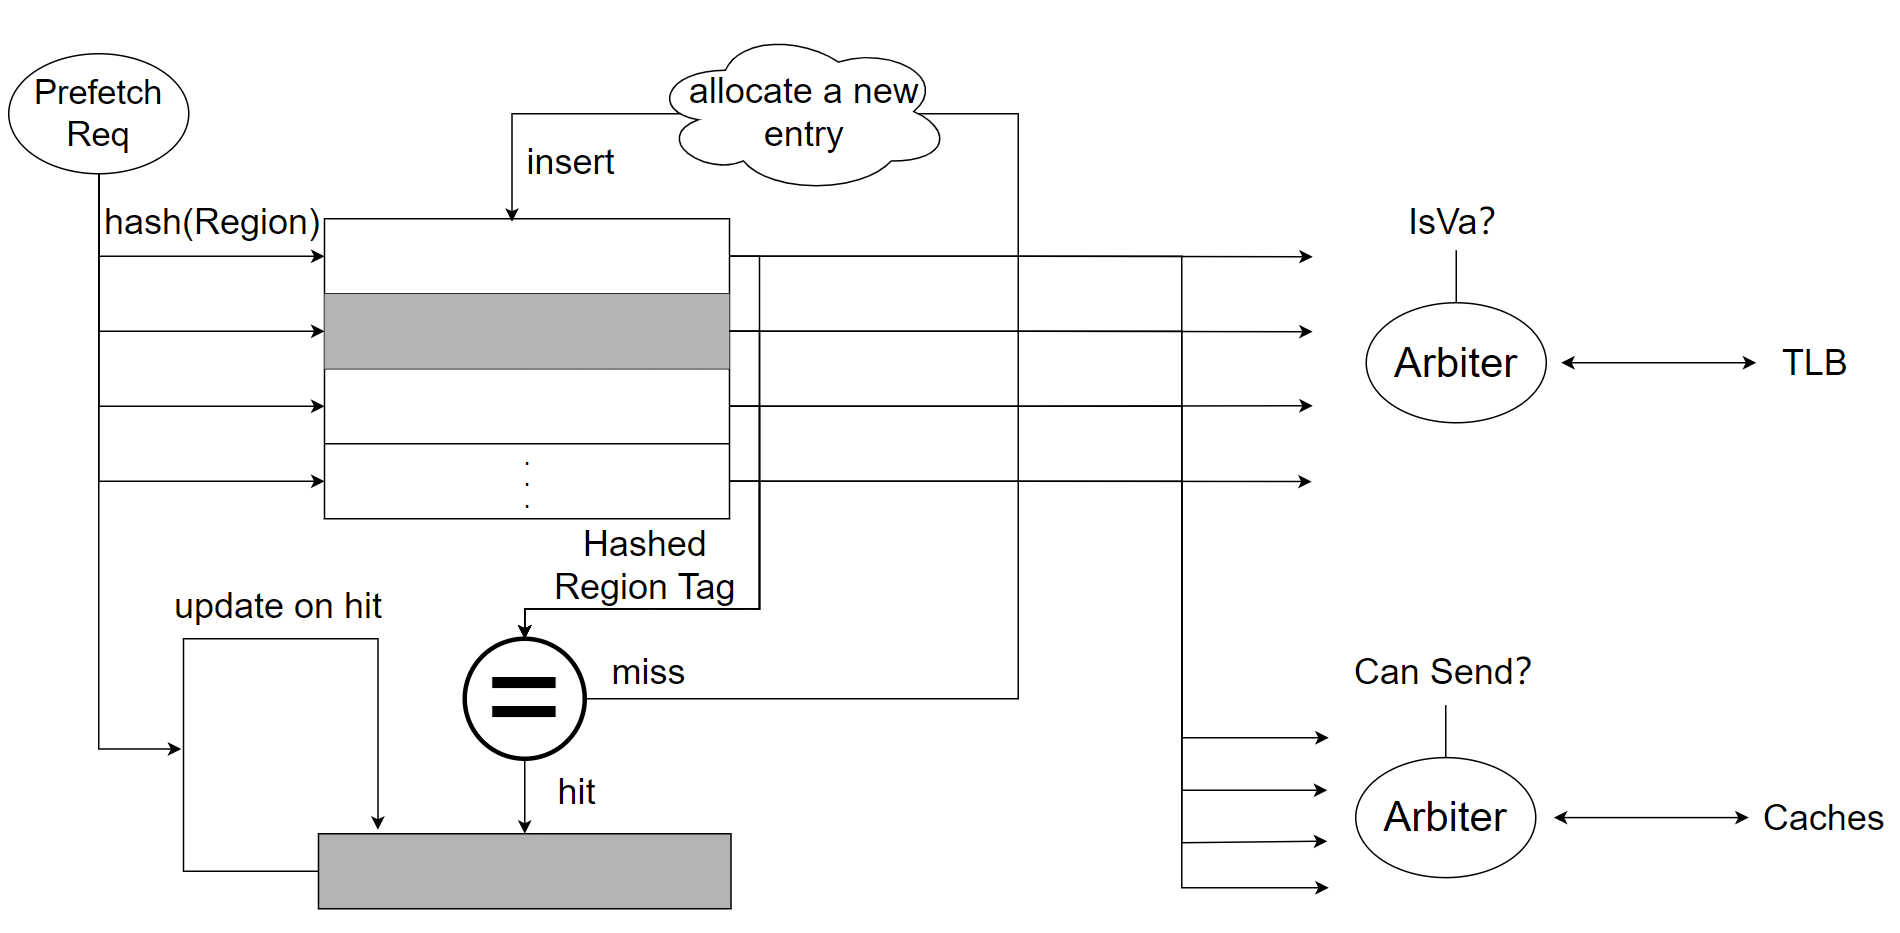 Prefetch
Req
allocate a new
entry
insert
hash(Region)
IsVa?
Arbiter
TLB
.
.
.
Hashed
Region Tag
update on hit
=
miss
hit
Can Send?
Arbiter
Caches